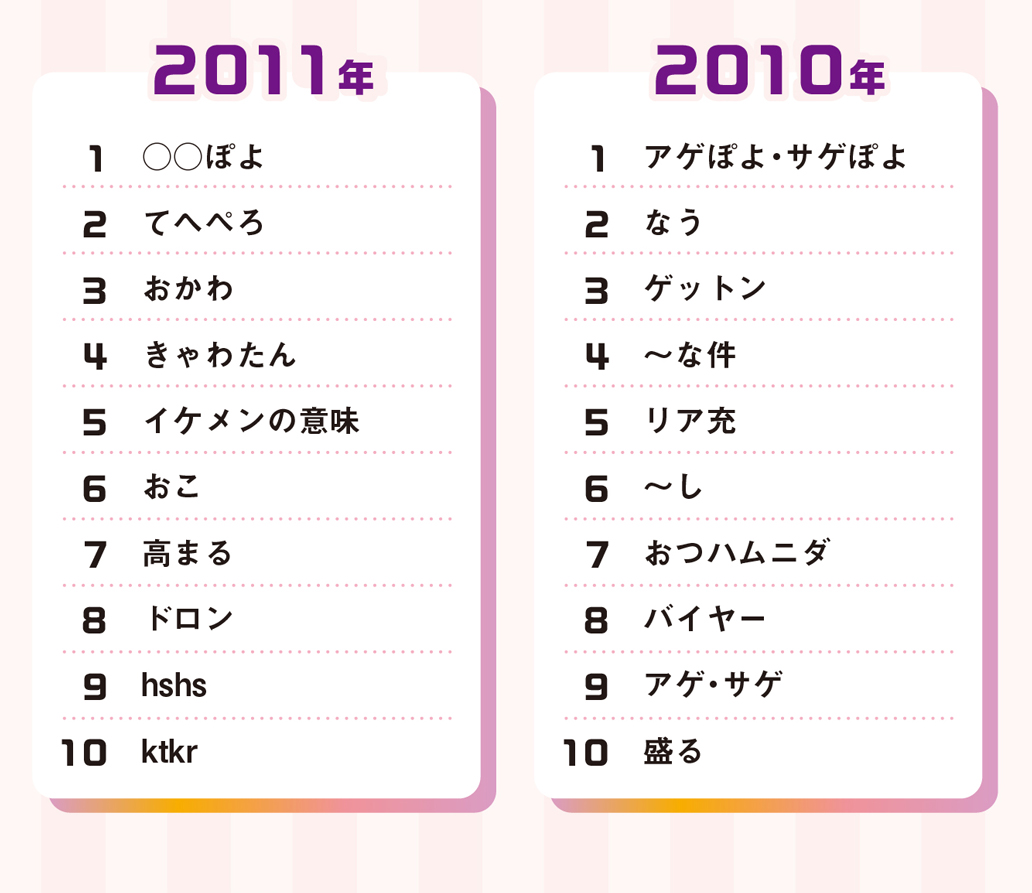 2011年
1 ○○ぽよ
2 てへぺろ
3 おかわ
4 きゃわたん
5 イケメンの意味
6 おこ
7 高まる
8 ドロン
9 hshs
10 ktkr
2010年
1 アゲぽよ・サゲぽよ
2 なう
3 ゲットン
4 〜な件
5 リア充
6 〜し
7 おつハムニダ
8 バイヤー
9 アゲ・サゲ
10 盛る